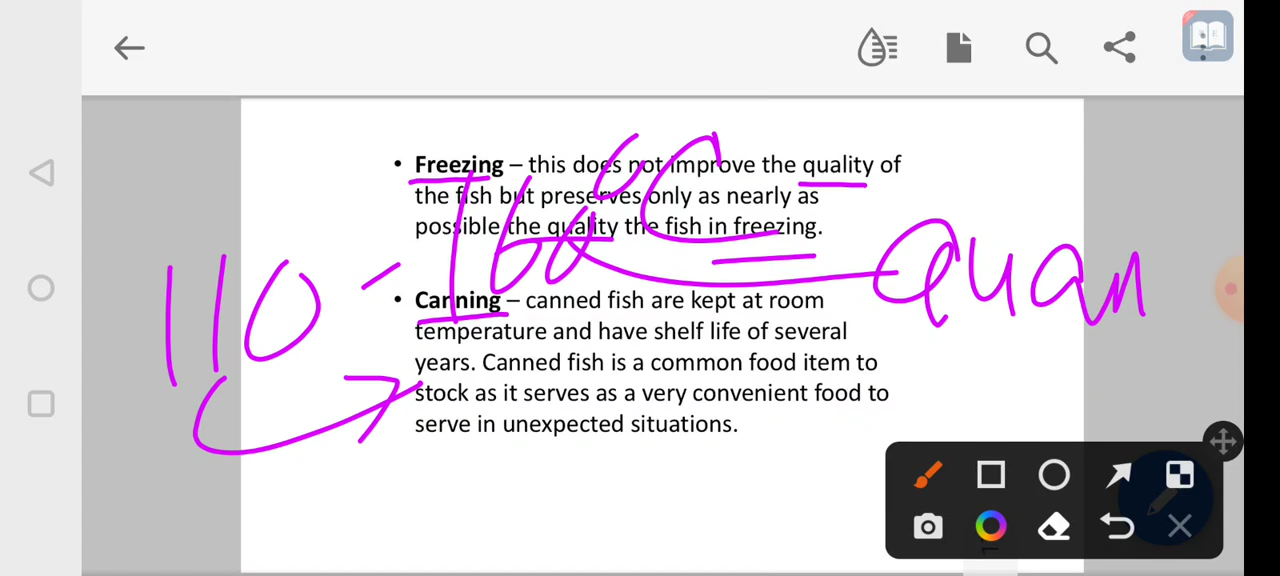 • Freezing – this does not improve the quality of
the fish but preserves only as nearly as
possible the quality the fish in freezing.
110 - 160°C
Quan
• Canning – canned fish are kept at room
temperature and have shelf life of several
years. Canned fish is a common food item to
stock as it serves as a very convenient food to
serve in unexpected situations.